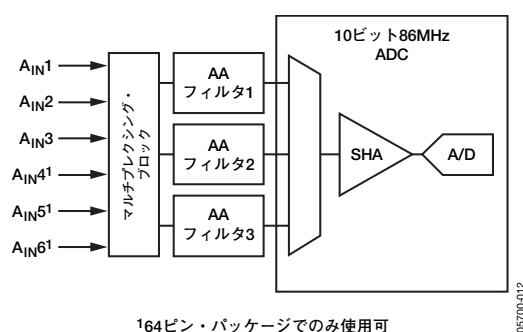 10ビット86MHz
ADC
AIN1
AIN2
AIN3
AIN4¹
AIN5¹
AIN6¹
マルチプレクシング・
ブロック
AA
フィルタ1
AA
フィルタ2
AA
フィルタ3
SHA
A/D
¹64ピン・パッケージでのみ使用可
05700-012